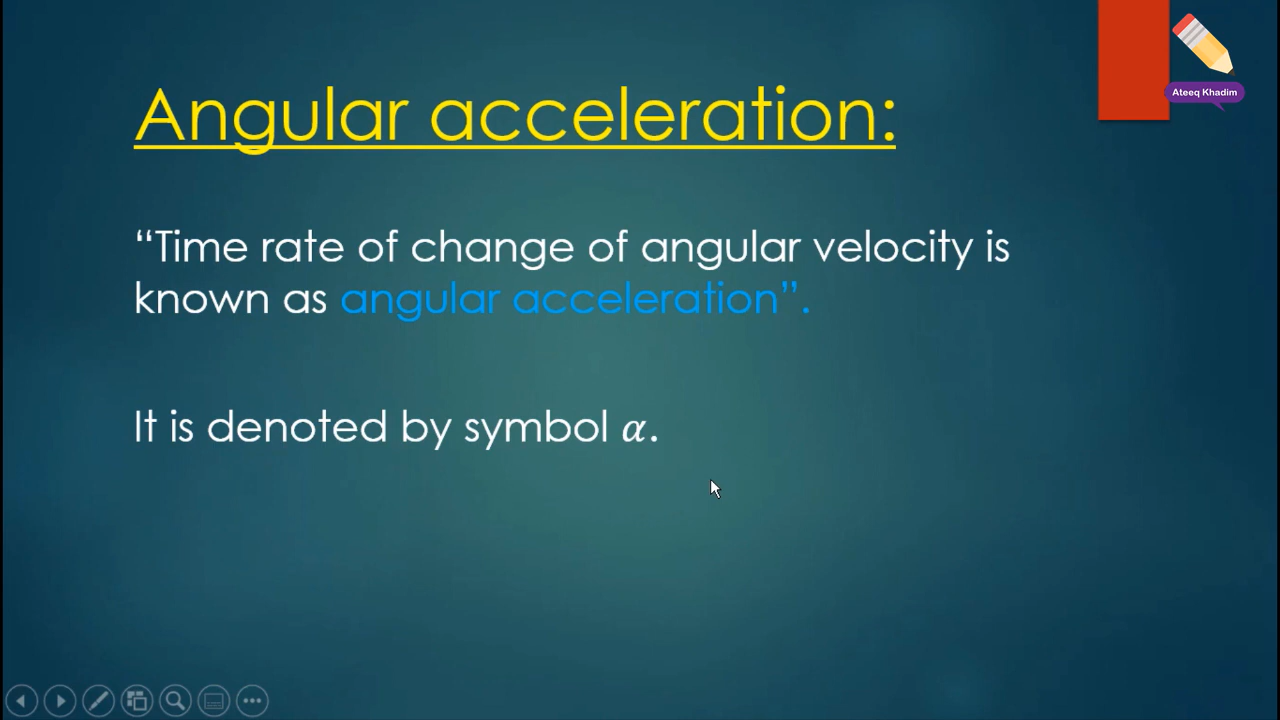 Ateeq Khadim
Angular acceleration:
“Time rate of change of angular velocity is
known as angular acceleration”.
It is denoted by symbol α.